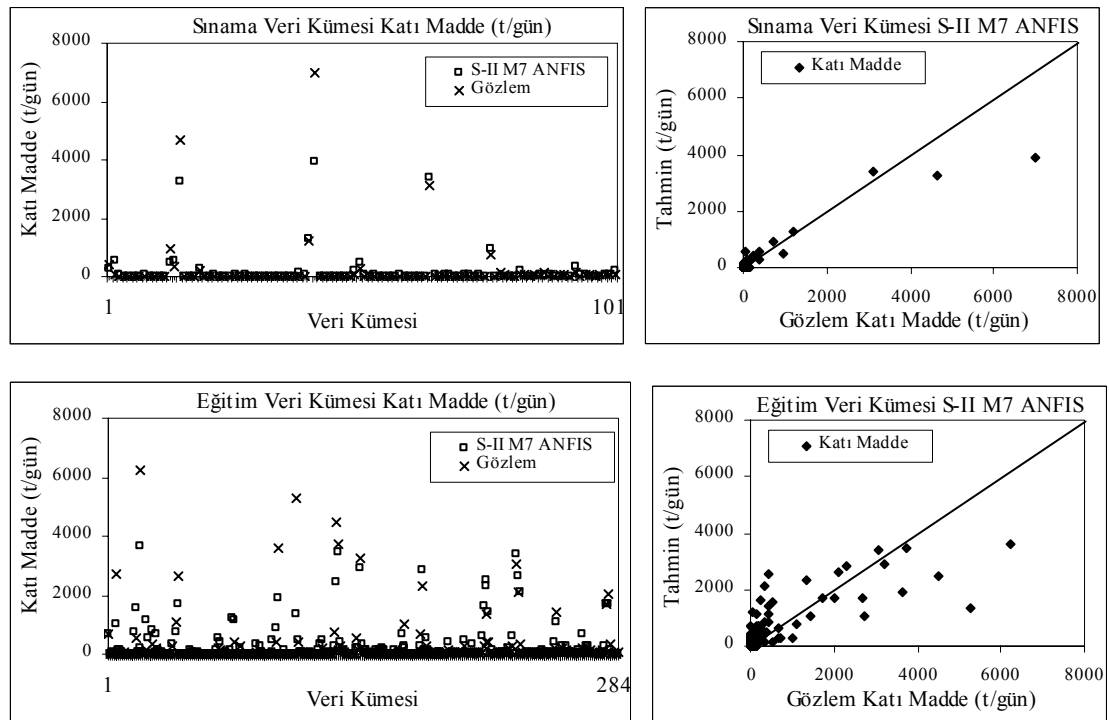 Sınama Veri Kümesi Katı Madde (t/gün)
8000
6000
4000
2000
0
Katı Madde (t/gün)
S-II M7 ANFIS
Gözlem
1
101
Veri Kümesi
Sınama Veri Kümesi S-II M7 ANFIS
8000
6000
4000
2000
0
Tahmin (t/gün)
Katı Madde
0
2000
4000
6000
8000
Gözlem Katı Madde (t/gün)
Eğitim Veri Kümesi Katı Madde (t/gün)
8000
6000
4000
2000
0
Katı Madde (t/gün)
S-II M7 ANFIS
Gözlem
1
284
Veri Kümesi
Eğitim Veri Kümesi S-II M7 ANFIS
8000
6000
4000
2000
0
Tahmin (t/gün)
Katı Madde
0
2000
4000
6000
8000
Gözlem Katı Madde (t/gün)